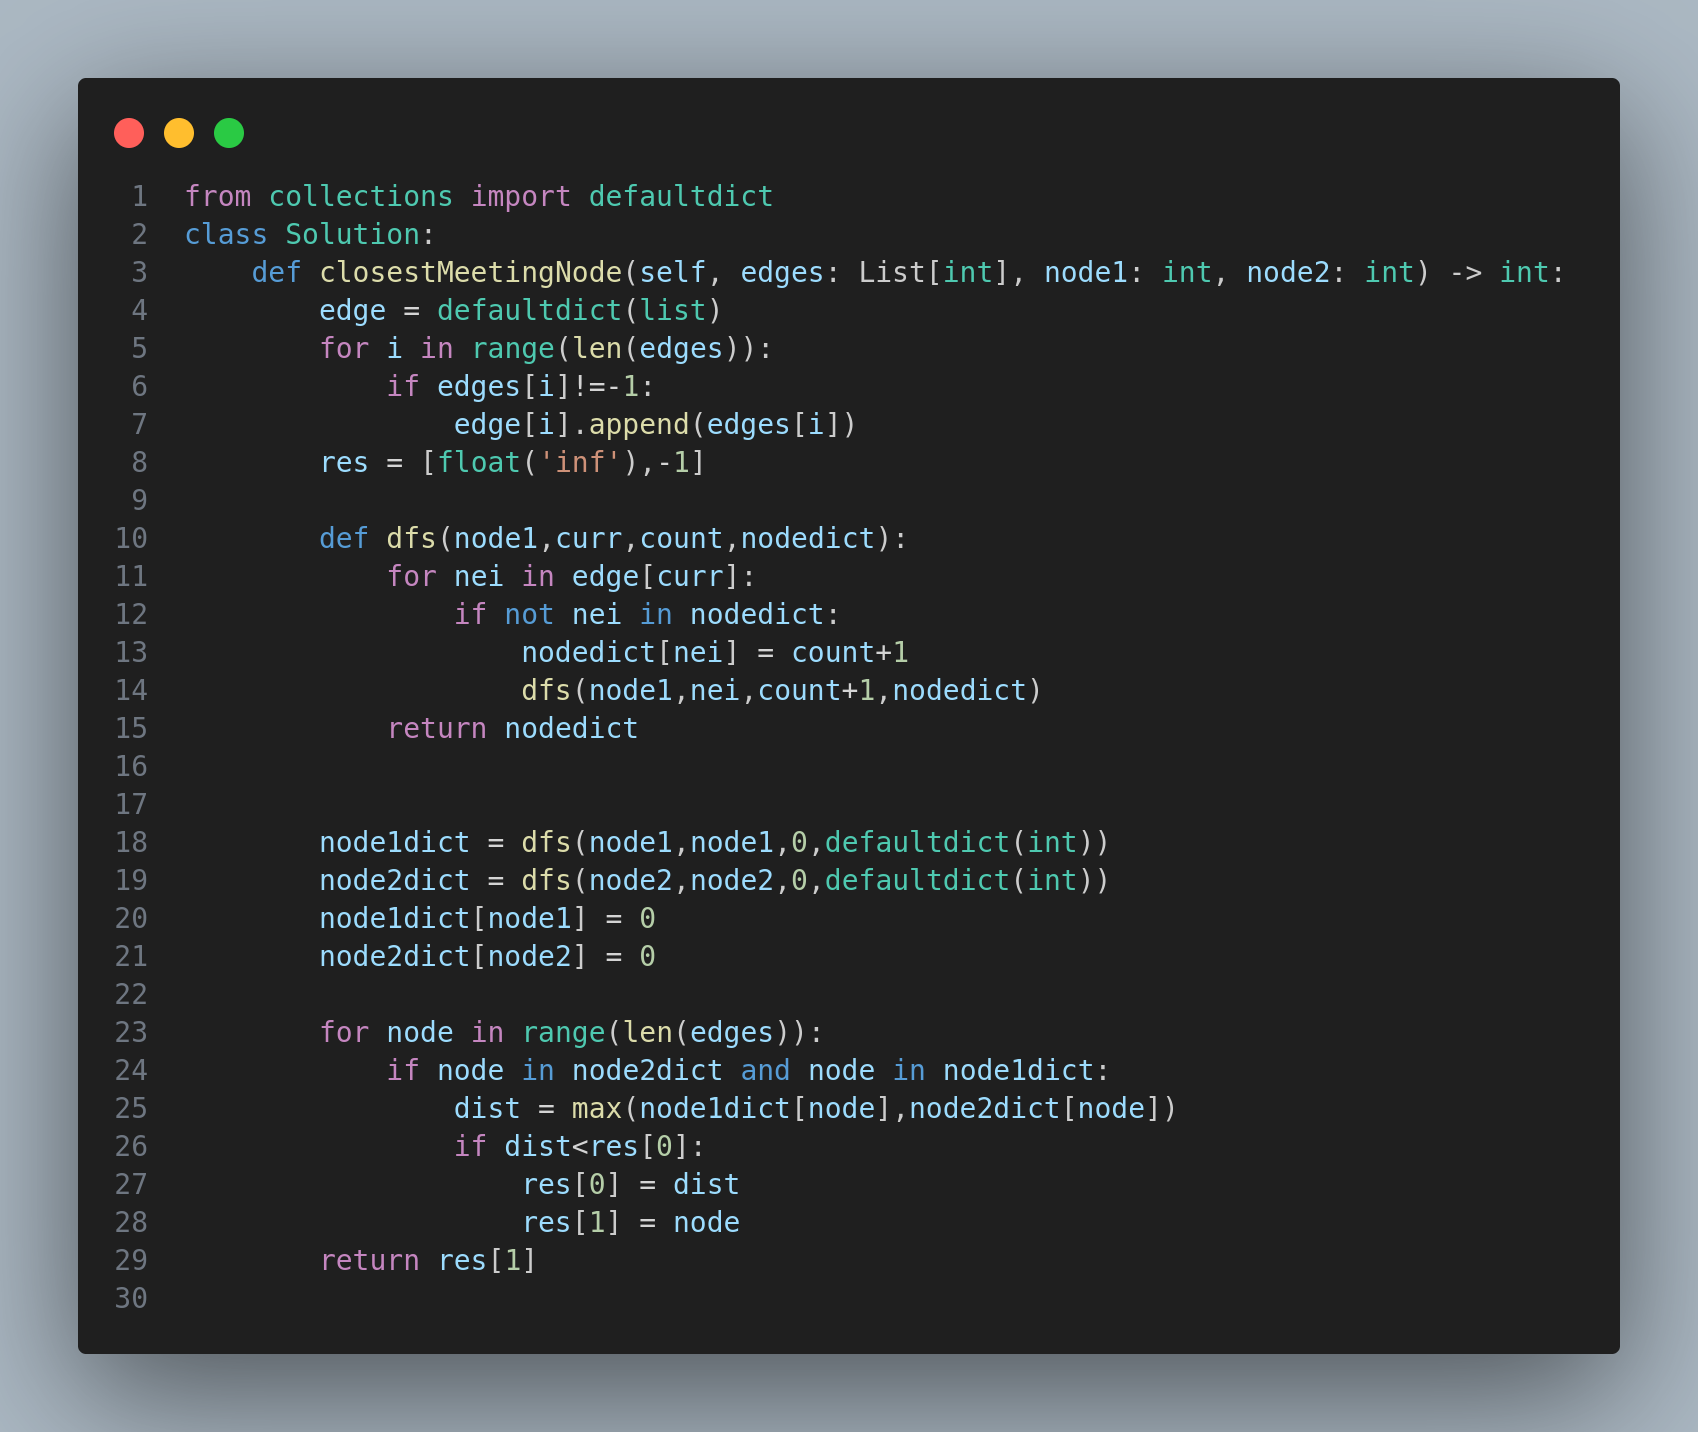 1 from collections import defaultdict
2 class Solution:
3     def closestMeetingNode(self, edges: List[int], node1: int, node2: int) -> int:
4         edge = defaultdict(list)
5         for i in range(len(edges)):
6             if edges[i]!=-1:
7                 edge[i].append(edges[i])
8         res = [float('inf'),-1]
9
10         def dfs(node1,curr,count,nodedict):
11             for nei in edge[curr]:
12                 if not nei in nodedict:
13                     nodedict[nei] = count+1
14                     dfs(node1,nei,count+1,nodedict)
15             return nodedict
16
17
18         node1dict = dfs(node1,node1,0,defaultdict(int))
19         node2dict = dfs(node2,node2,0,defaultdict(int))
20         node1dict[node1] = 0
21         node2dict[node2] = 0
22
23         for node in range(len(edges)):
24             if node in node2dict and node in node1dict:
25                 dist = max(node1dict[node],node2dict[node])
26                 if dist<res[0]:
27                     res[0] = dist
28                     res[1] = node
29         return res[1]
30